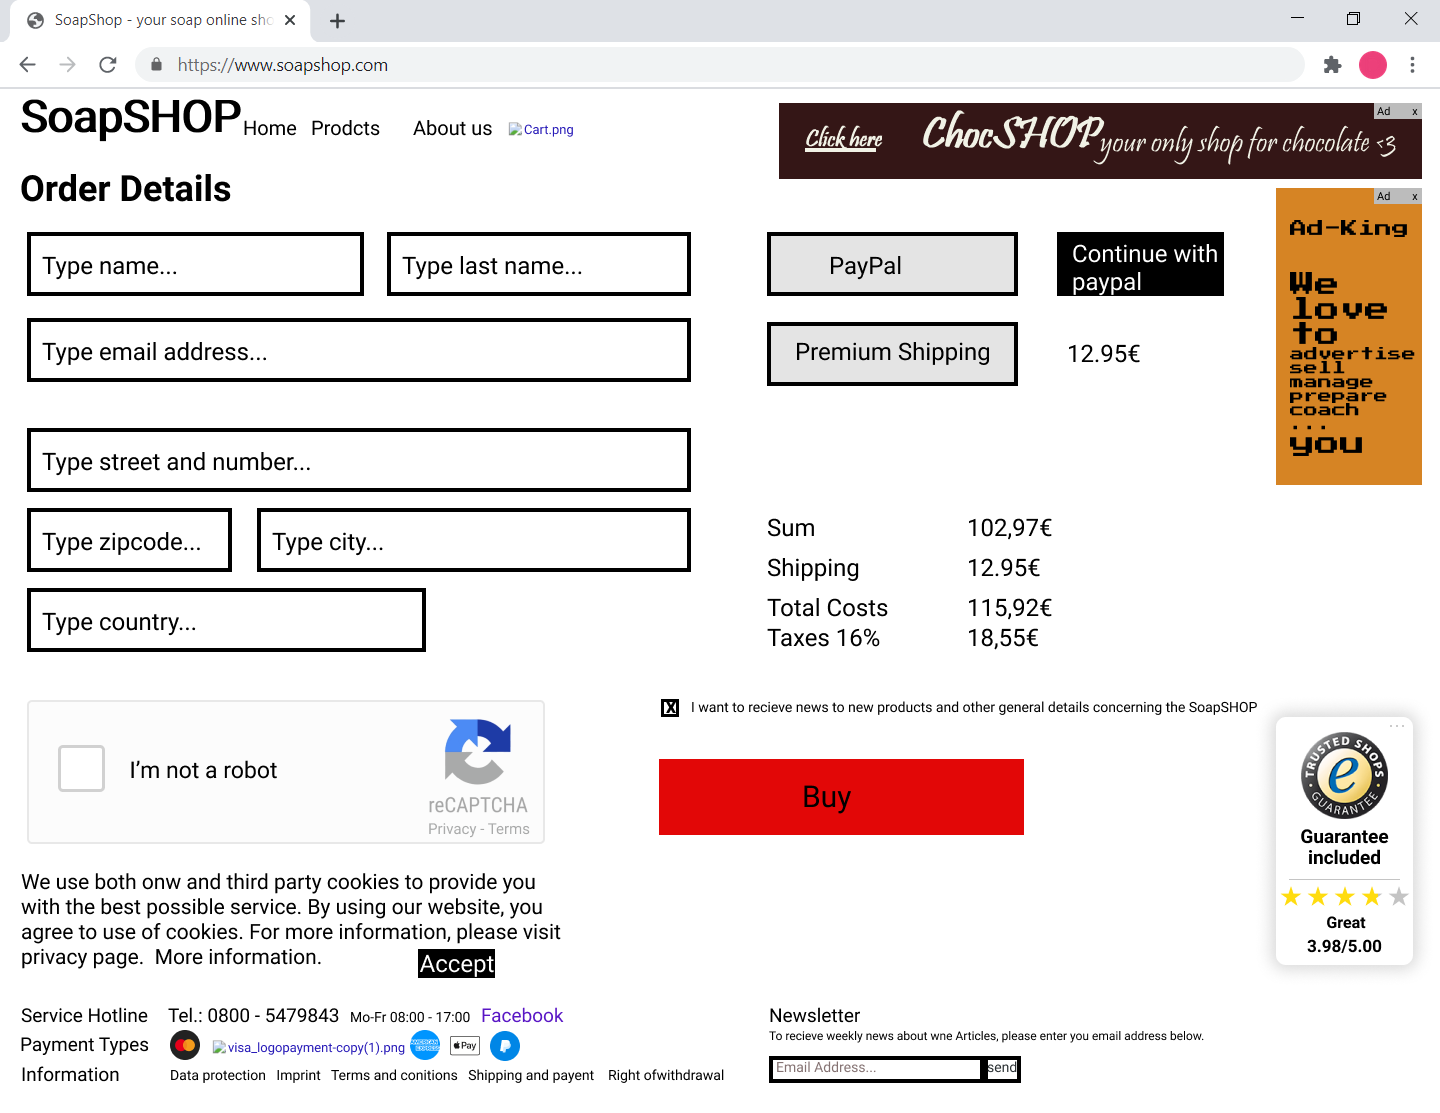 SoapShop - your soap online sho
https://www.soapshop.com
SoapSHOP
Home Prodcts About us Cart.png
Click here ChocSHOP your only shop for chocolate <3
Ad x
Order Details
Ad x
Ad-King
We
love
to
advertise
sell
manage
prepare
coach
...
you
Type name...
Type last name...
PayPal
Continue with
paypal
Type email address...
Premium Shipping
12.95€
Type street and number...
Type zipcode...
Type city...
Type country...
Sum 102,97€
Shipping 12.95€
Total Costs 115,92€
Taxes 16% 18,55€
I'm not a robot
reCAPTCHA
Privacy - Terms
X I want to recieve news to new products and other general details concerning the SoapSHOP
Buy
TRUSTED SHOPS
e
GUARANTEE
Guarantee
included
Great
3.98/5.00
We use both onw and third party cookies to provide you
with the best possible service. By using our website, you
agree to use of cookies. For more information, please visit
privacy page. More information.
Accept
Service Hotline Tel.: 0800 - 5479843 Mo-Fr 08:00 - 17:00 Facebook
Payment Types visa_logopayment-copy(1).png AMERICAN EXPRESS Pay
Information Data protection Imprint Terms and conitions Shipping and payent Right ofwithdrawal
Newsletter
To recieve weekly news about wne Articles, please enter you email address below.
Email Address... send